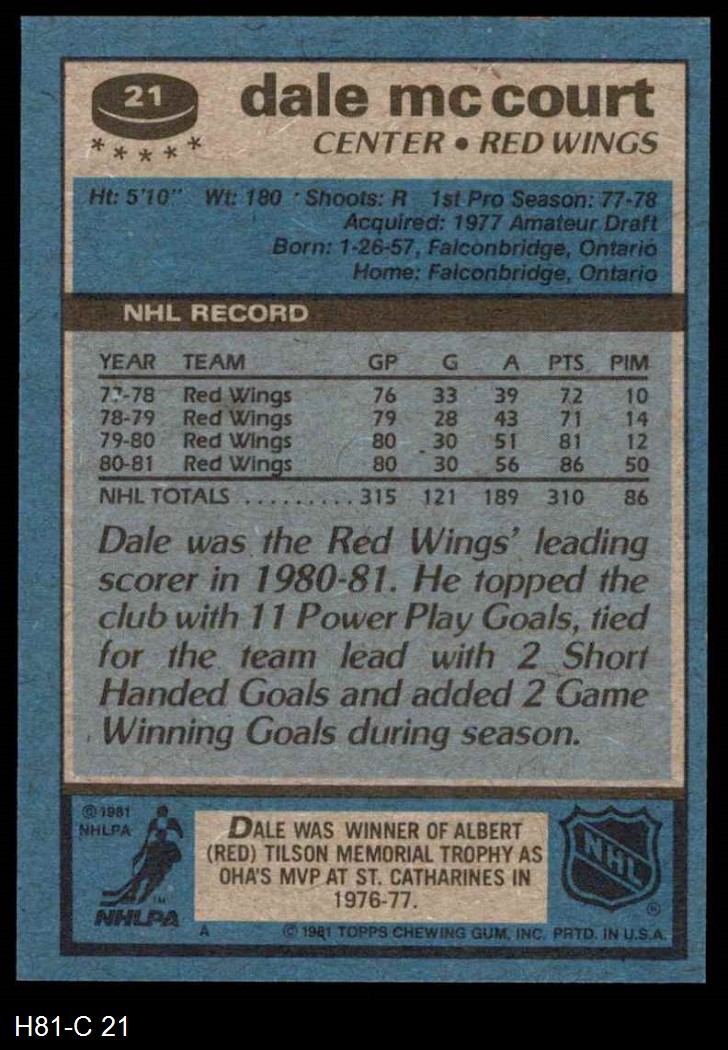 21
dale mc court
★ ★ ★ ★ ★
CENTER • RED WINGS
Ht: 5'10" Wt: 180 Shoots: R 1st Pro Season: 77-78
Acquired: 1977 Amateur Draft
Born: 1-26-57, Falconbridge, Ontario
Home: Falconbridge, Ontario
NHL RECORD
YEAR TEAM GP G A PTS PIM
77-78 Red Wings 76 33 39 72 10
78-79 Red Wings 79 28 43 71 14
79-80 Red Wings 80 30 51 81 12
80-81 Red Wings 80 30 56 86 50
NHL TOTALS ......... 315 121 189 310 86
Dale was the Red Wings' leading
scorer in 1980-81. He topped the
club with 11 Power Play Goals, tied
for the team lead with 2 Short
Handed Goals and added 2 Game
Winning Goals during season.
© 1981
NHLPA
NHLPA
TM
DALE WAS WINNER OF ALBERT
(RED) TILSON MEMORIAL TROPHY AS
OHA'S MVP AT ST. CATHARINES IN
1976-77.
NHL
®
A © 1981 TOPPS CHEWING GUM, INC. PRTD. IN U.S.A.
H81-C 21